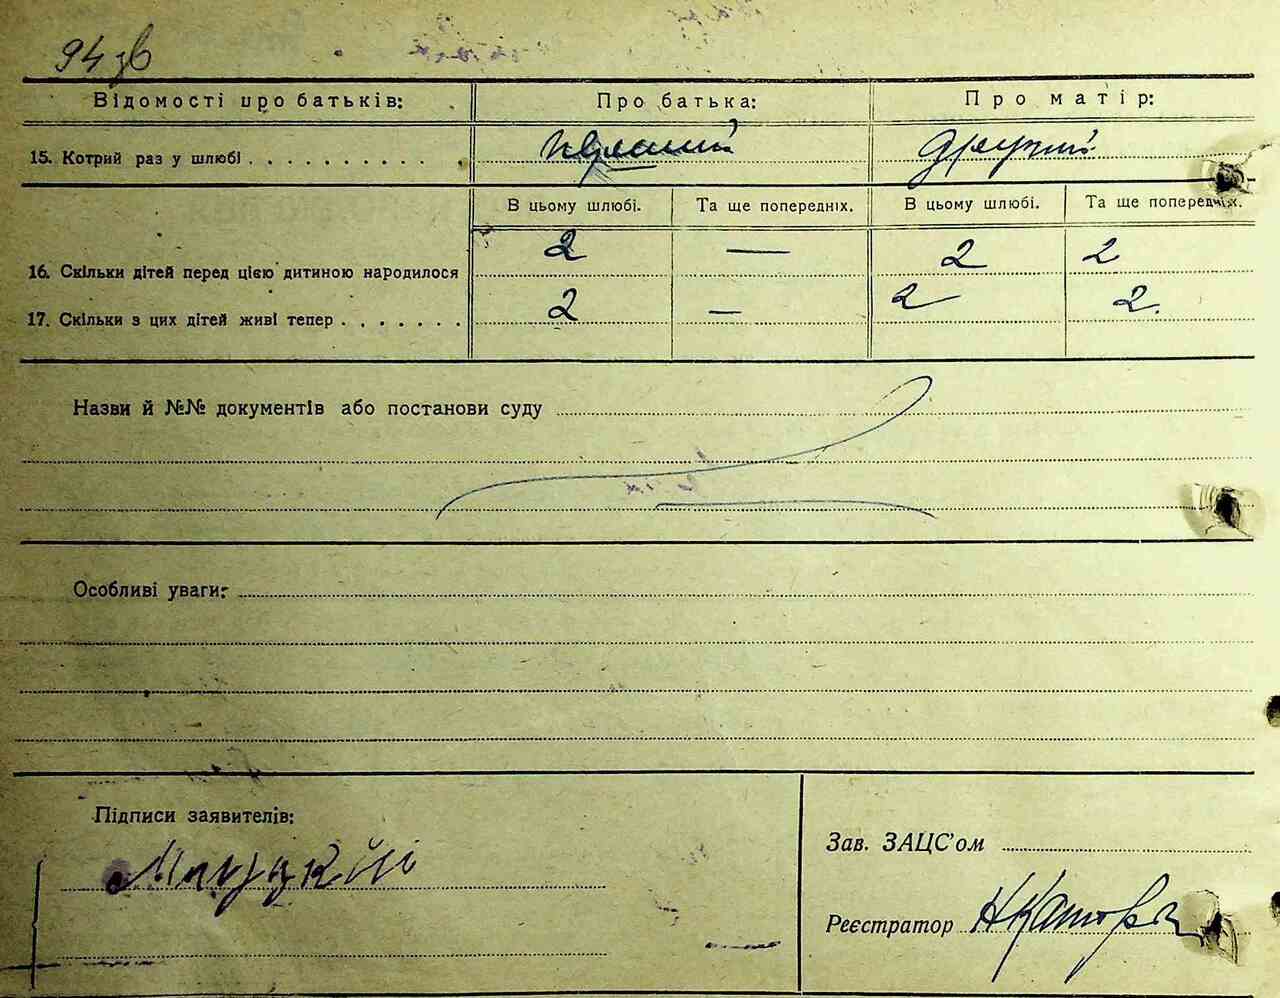 94 зв
Відомості про батьків: Про батька: Про матір:
15. Котрий раз у шлюбі . . . . . . . . . . . первший другий
В цьому шлюбі. Та ще попередніх. В цьому шлюбі. Та ще попередніх.
16. Скільки дітей перед цією дитиною народилося 2 — 2 2
17. Скільки з цих дітей живі тепер . . . . . . . 2 — 2 2.
Назви й №№ документів або постанови суду
Особливі уваги:
Підписи заявителів:
Зав. ЗАЦС'ом
Реєстратор